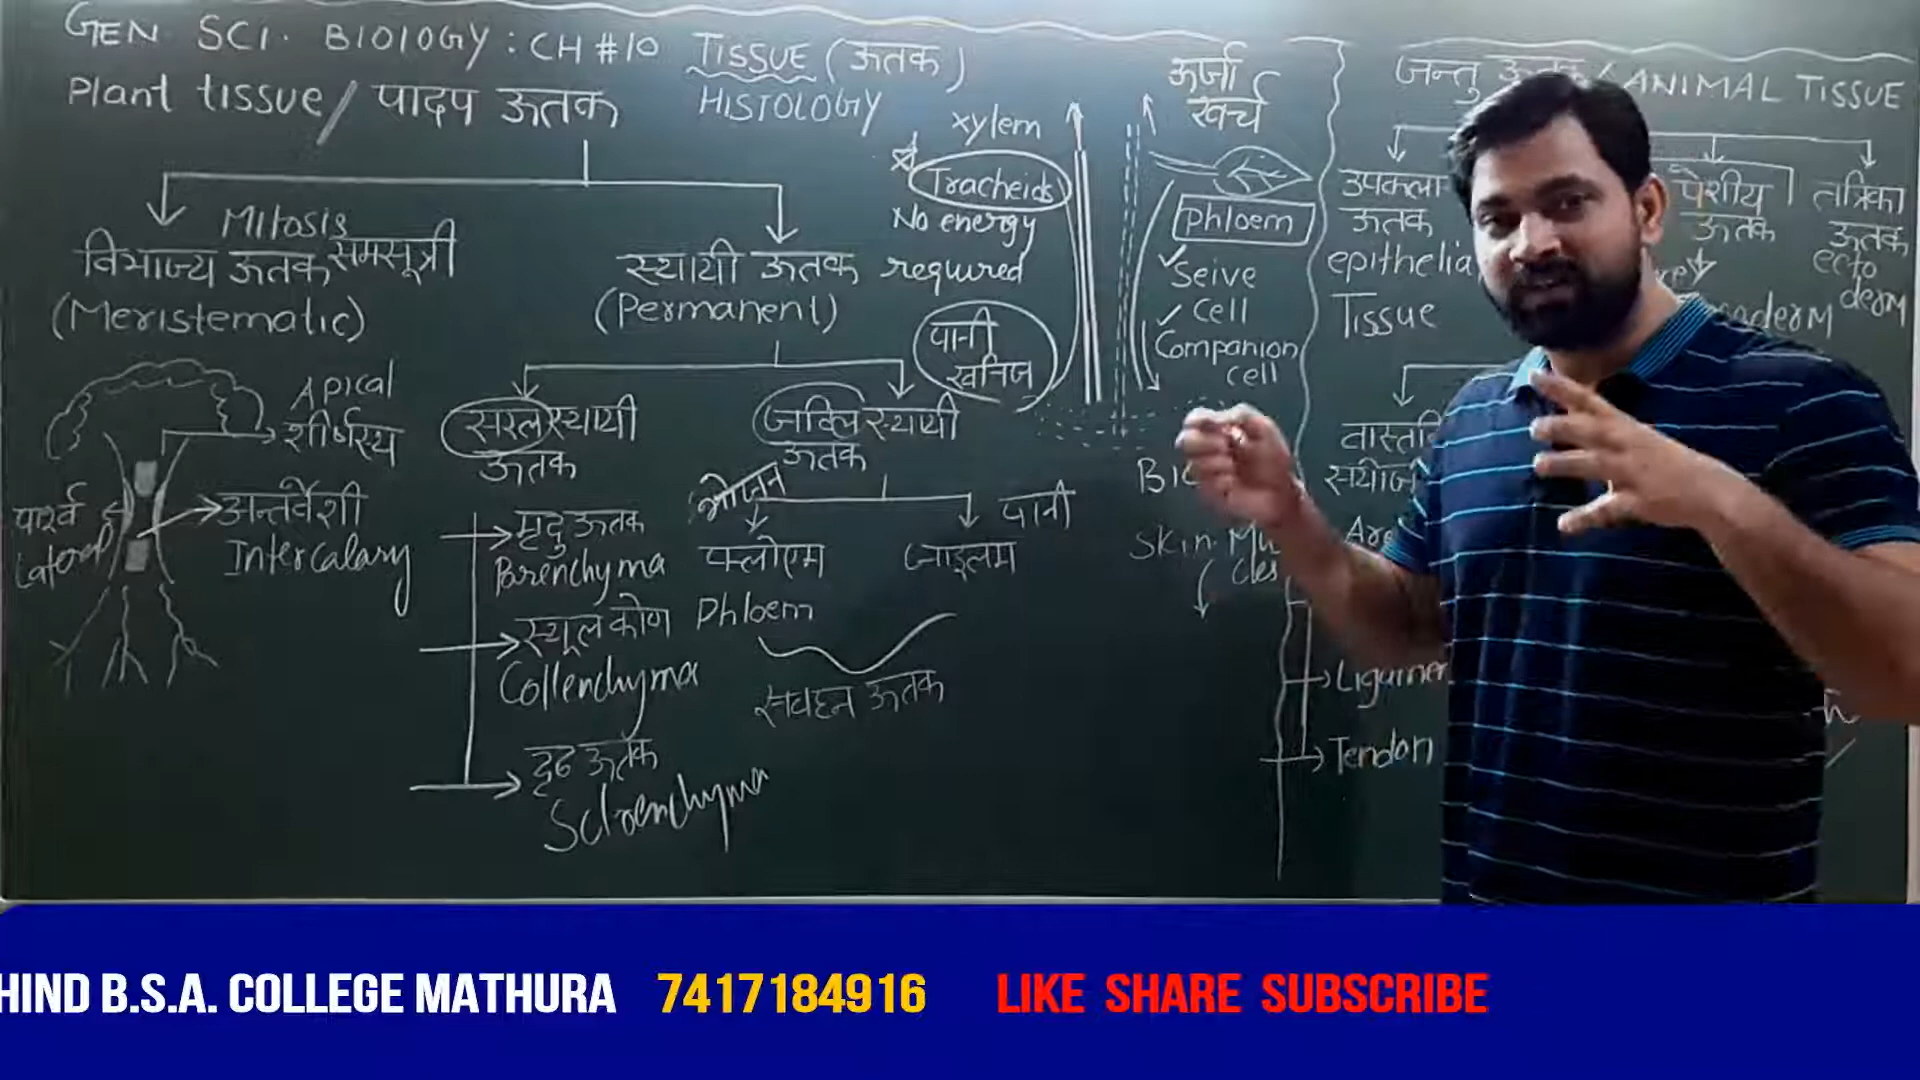 GEN SCI. BIOLOGY: CH #10 TISSUE (ऊतक)
Plant tissue/ पादप ऊतक
HISTOLOGY
Mitosis
विभाज्य ऊतक समसूत्री
(Meristematic)
स्थायी ऊतक
(Permanent)
Apical
शीर्षस्थ
पार्श्व
Lateral
अन्तर्वेशी
Intercalary
सरल स्थायी
ऊतक
जटिल स्थायी
ऊतक
मृदु ऊतक
Parenchyma
स्थूल कोण
Collenchyma
दृढ ऊतक
Sclrenchyma
भोजन
पानी
फ्लोएम
जाइलम
Phloem
संवहन ऊतक
xylem
Tracheids
No energy
required
पानी
खनिज
ऊर्जा
खर्च
Phloem
Seive
Cell
Companion
cell
Skin
जन्तु ऊतक / ANIMAL TISSUE
उपकला
ऊतक
epithelia
Tissue
पेशीय
ऊतक
तंत्रिका
ऊतक
ecto
derm
Tendon
HIND B.S.A. COLLEGE MATHURA 7417184916 LIKE SHARE SUBSCRIBE